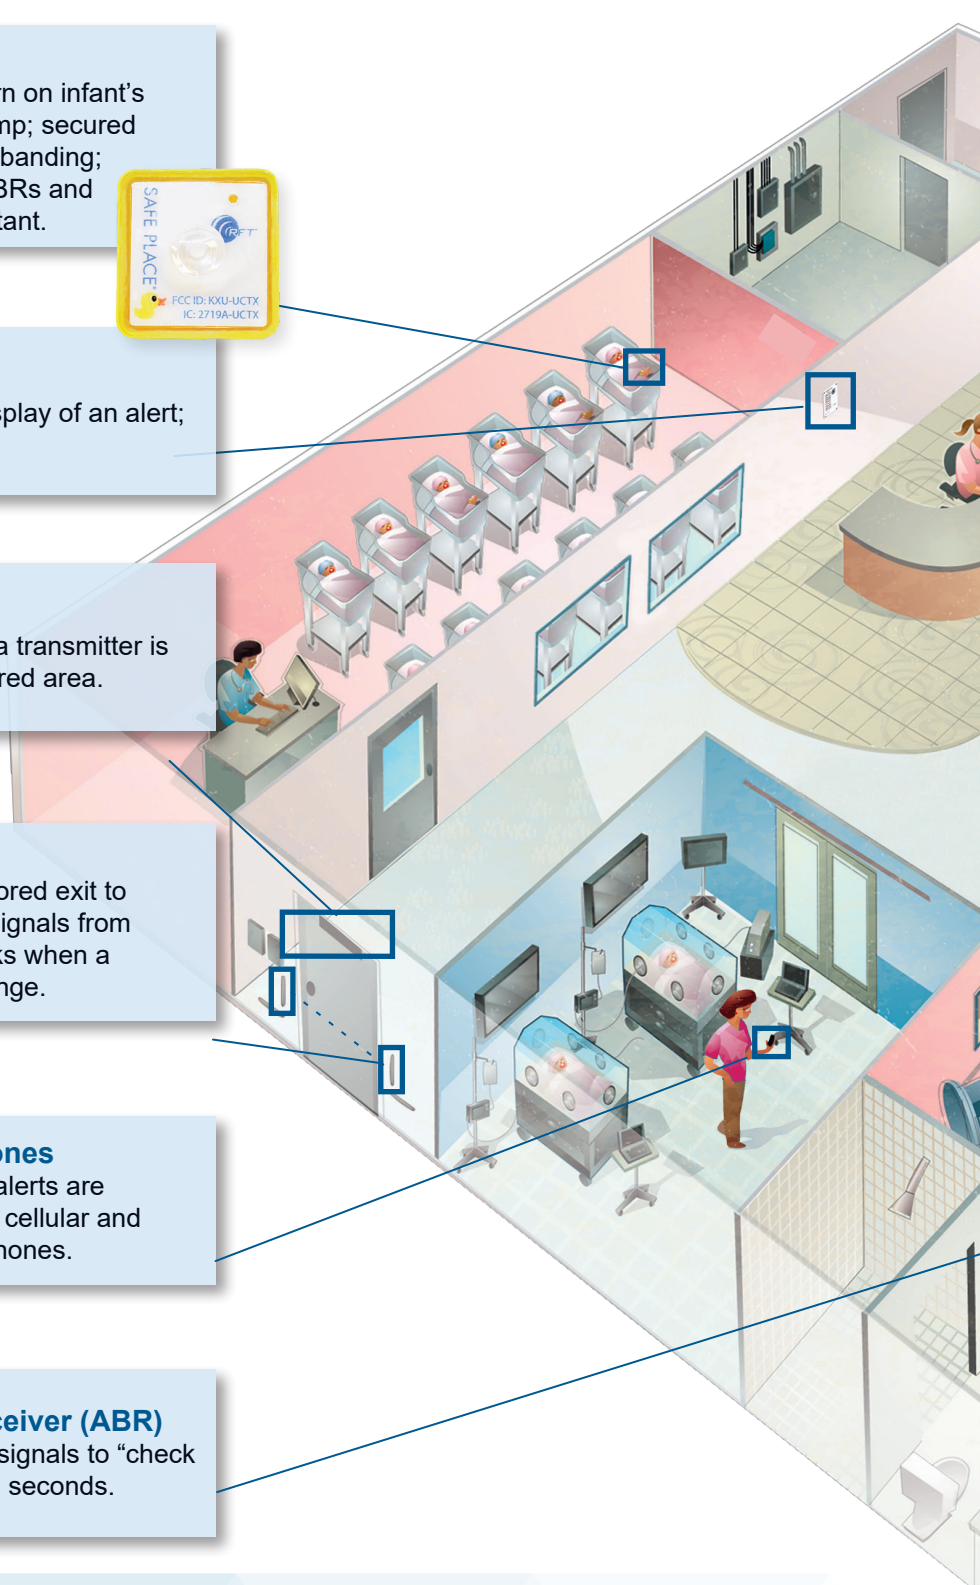 rn on infant’s
mp; secured
banding;
BRs and
tant.
SAFE PLACE®
RFT
FCC ID: KXU-UCTX
IC: 2719A-UCTX
splay of an alert;
a transmitter is
red area.
ored exit to
ignals from
ks when a
nge.
ones
alerts are
cellular and
hones.
ceiver (ABR)
signals to “check
seconds.